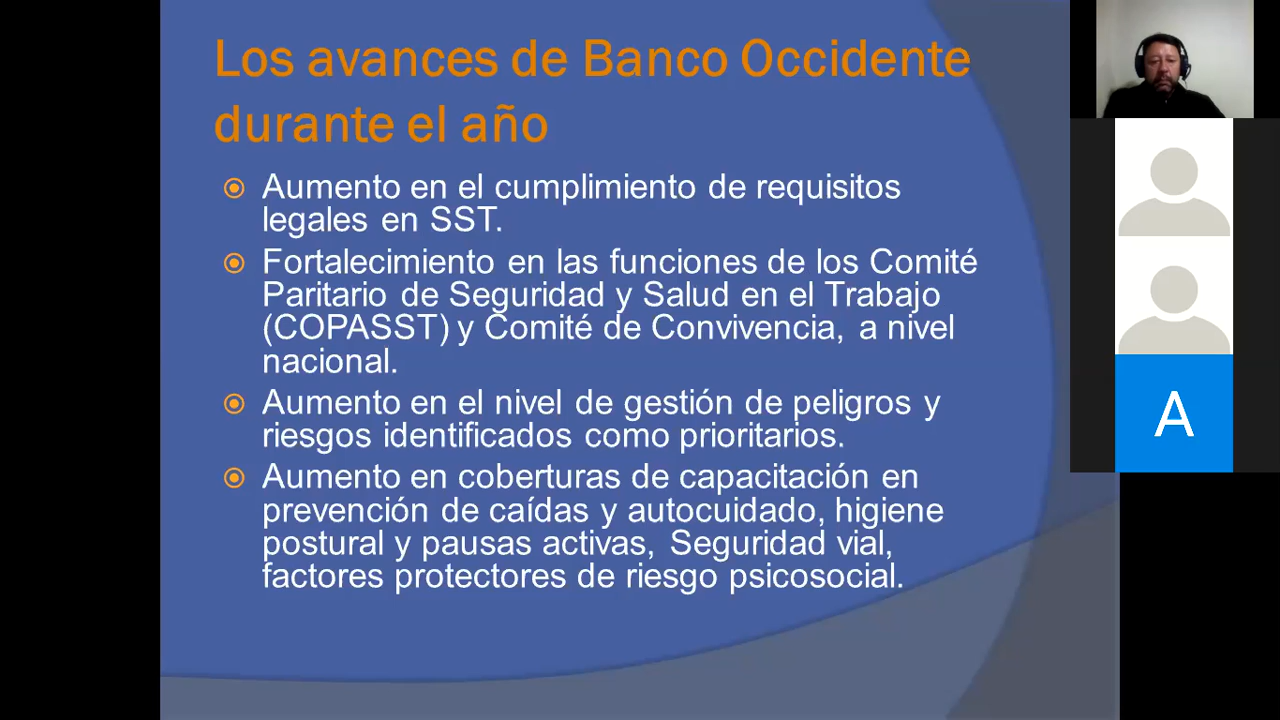 Los avances de Banco Occidente
durante el año
Aumento en el cumplimiento de requisitos
legales en SST.
Fortalecimiento en las funciones de los Comité
Paritario de Seguridad y Salud en el Trabajo
(COPASST) y Comité de Convivencia, a nivel
nacional.
Aumento en el nivel de gestión de peligros y
riesgos identificados como prioritarios.
Aumento en coberturas de capacitación en
prevención de caídas y autocuidado, higiene
postural y pausas activas, Seguridad vial,
factores protectores de riesgo psicosocial.
A